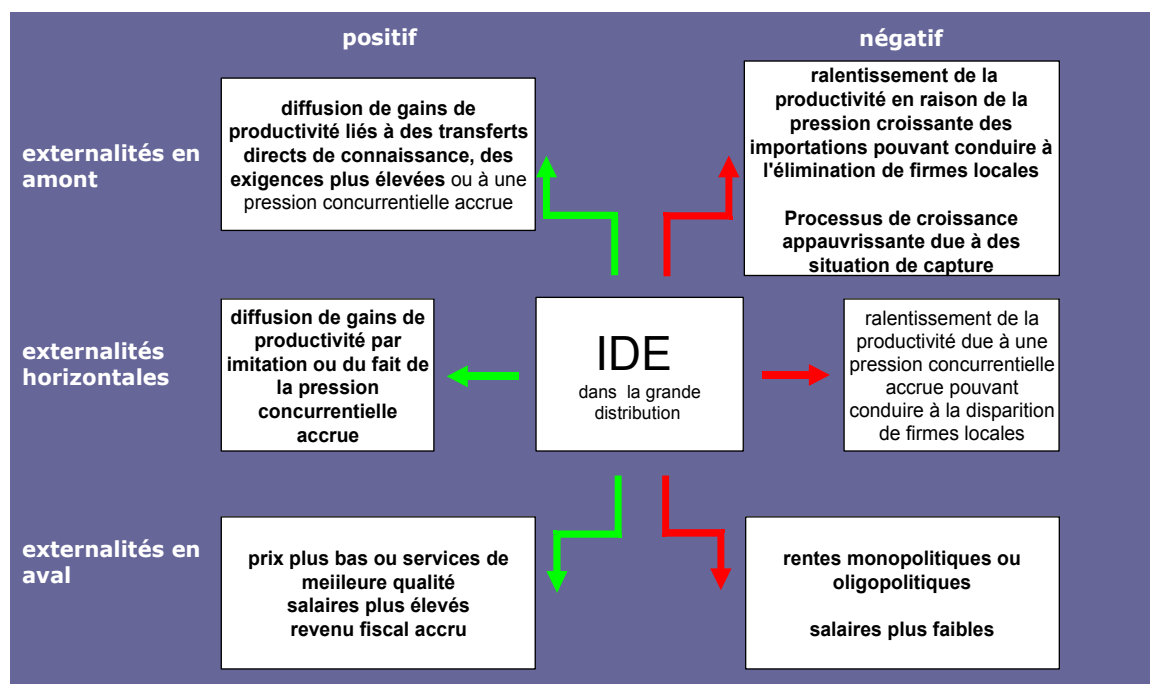 positif
négatif
externalités en
amont
diffusion de gains de
productivité liés à des transferts
directs de connaissance, des
exigences plus élevées ou à une
pression concurrentielle accrue
ralentissement de la
productivité en raison de la
pression croissante des
importations pouvant conduire à
l'élimination de firmes locales
Processus de croissance
appauvrissante due à des
situation de capture
externalités
horizontales
diffusion de gains de
productivité par
imitation ou du fait de
la pression
concurrentielle
accrue
IDE
dans la grande
distribution
ralentissement de la
productivité due à une
pression concurrentielle
accrue pouvant
conduire à la disparition
de firmes locales
externalités en
aval
prix plus bas ou services de
meiileure qualité
salaires plus élevés
revenu fiscal accru
rentes monopolitiques ou
oligopolitiques
salaires plus faibles